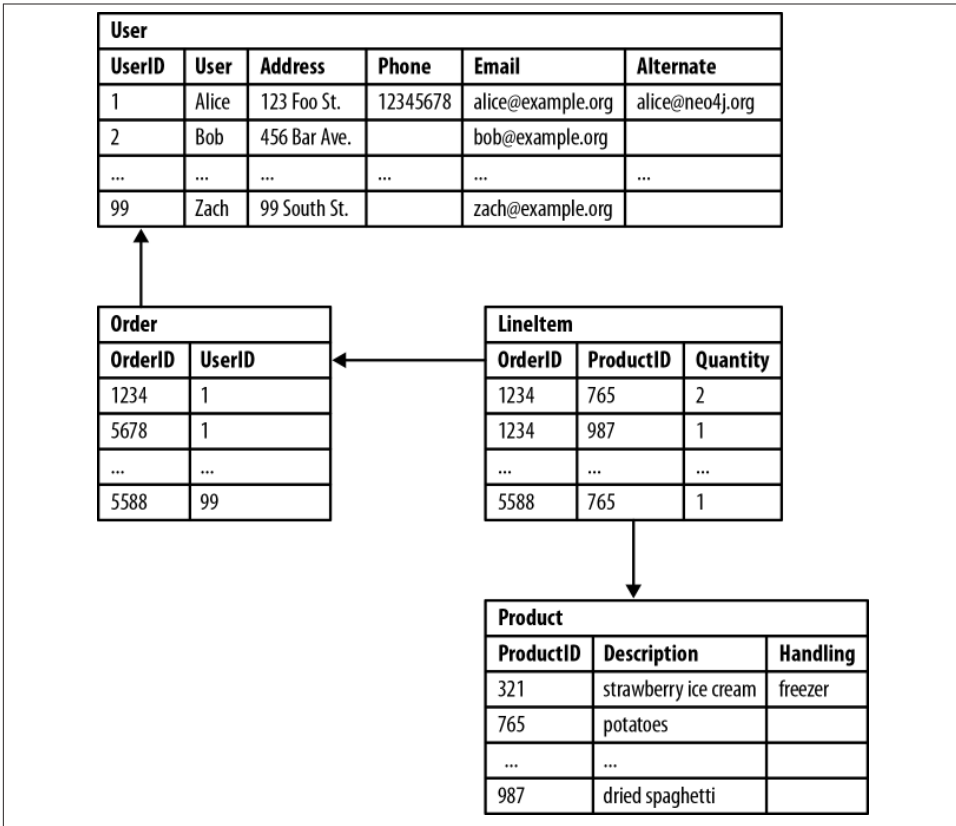 User
UserID User Address Phone Email Alternate
1 Alice 123 Foo St. 12345678 alice@example.org alice@neo4j.org
2 Bob 456 Bar Ave. bob@example.org
... ... ... ... ... ...
99 Zach 99 South St. zach@example.org
Order
OrderID UserID
1234 1
5678 1
... ...
5588 99
LineItem
OrderID ProductID Quantity
1234 765 2
1234 987 1
... ... ...
5588 765 1
Product
ProductID Description Handling
321 strawberry ice cream freezer
765 potatoes
... ...
987 dried spaghetti